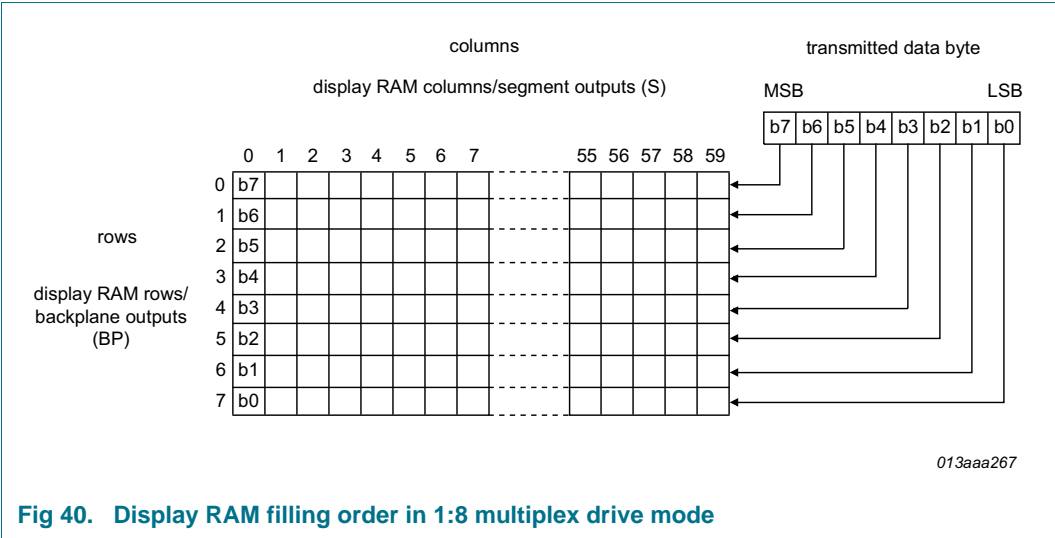 columns
display RAM columns/segment outputs (S)
transmitted data byte
MSB LSB
b7 b6 b5 b4 b3 b2 b1 b0
0 1 2 3 4 5 6 7 55 56 57 58 59
0 b7
1 b6
2 b5
3 b4
4 b3
5 b2
6 b1
7 b0
rows
display RAM rows/
backplane outputs
(BP)
013aaa267
Fig 40. Display RAM filling order in 1:8 multiplex drive mode